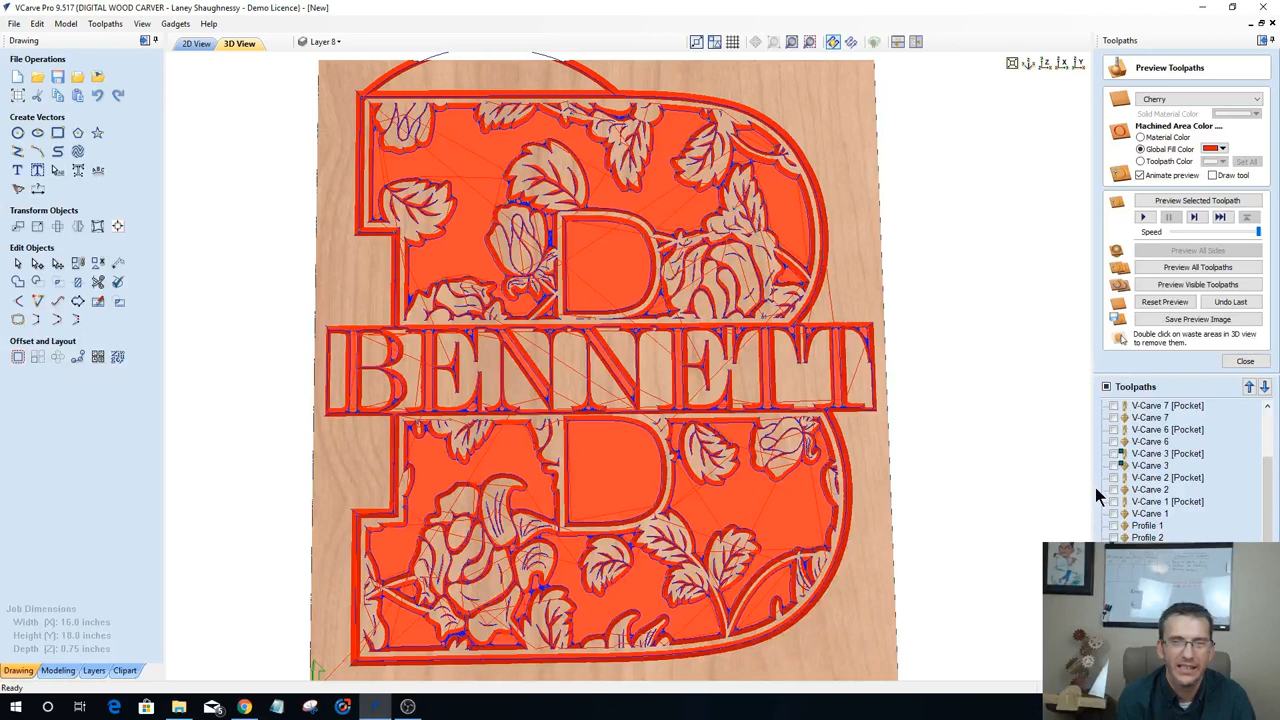 VCarve Pro 9.517 {DIGITAL WOOD CARVER - Laney Shaughnessy - Demo Licence} - [New]
File Edit Model Toolpaths View Gadgets Help
Drawing
2D View 3D View Layer 8
Toolpaths
File Operations
Create Vectors
Transform Objects
Edit Objects
Offset and Layout
Job Dimensions
Width (X): 16.0 inches
Height (Y): 18.0 inches
Depth (Z): 0.75 inches
Drawing Modeling Layers Clipart
Ready
BENNETT
Preview Toolpaths
Cherry
Solid Material Color
Machined Area Color ....
Material Color
Global Fill Color
Toolpath Color Set All
Animate preview Draw tool
Preview Selected Toolpath
Speed
Preview All Sides
Preview All Toolpaths
Preview Visible Toolpaths
Reset Preview Undo Last
Save Preview Image
Double click on waste areas in 3D view
to remove them.
Close
Toolpaths
V-Carve 7 [Pocket]
V-Carve 7
V-Carve 6 [Pocket]
V-Carve 6
V-Carve 3 [Pocket]
V-Carve 3
V-Carve 2 [Pocket]
V-Carve 2
V-Carve 1 [Pocket]
V-Carve 1
Profile 1
Profile 2